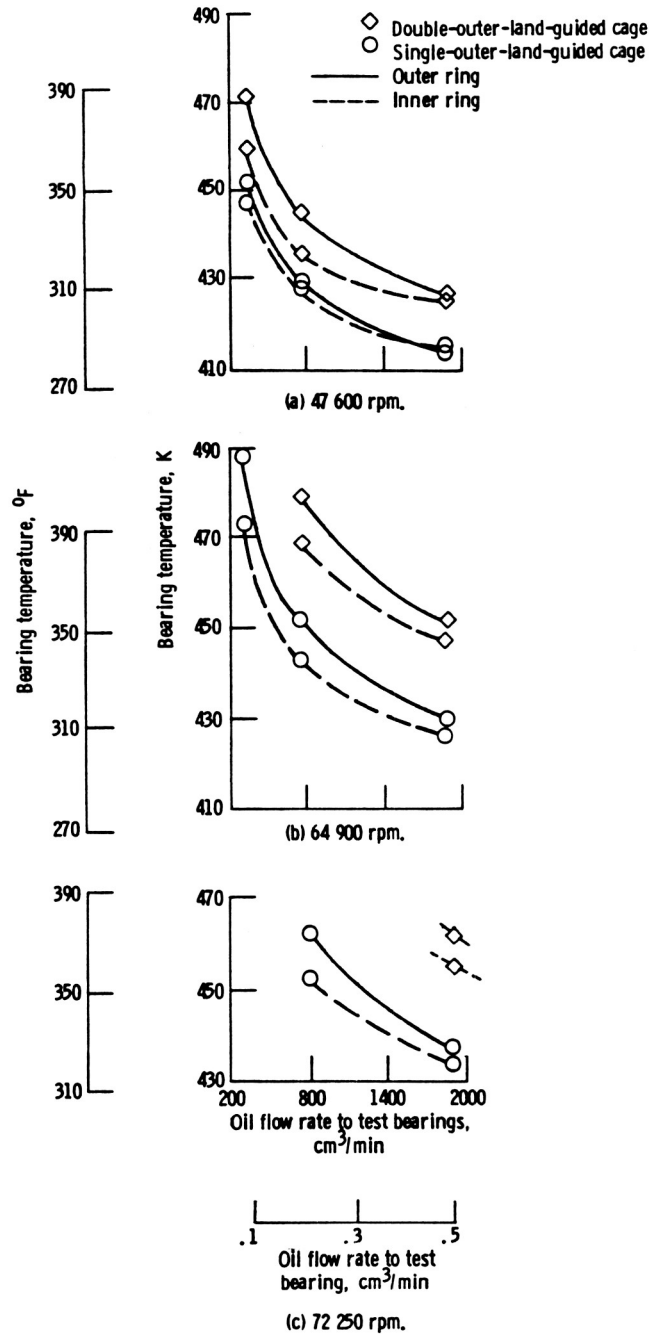 Double-outer-land-guided cage
Single-outer-land-guided cage
Outer ring
Inner ring
490
470
450
430
410
390
350
310
270
(a) 47 600 rpm.
Bearing temperature, °F
Bearing temperature, K
490
470
450
430
410
390
350
310
270
(b) 64 900 rpm.
390
350
310
470
450
430
200 800 1400 2000
Oil flow rate to test bearings,
cm³/min
.1 .3 .5
Oil flow rate to test
bearing, cm³/min
(c) 72 250 rpm.